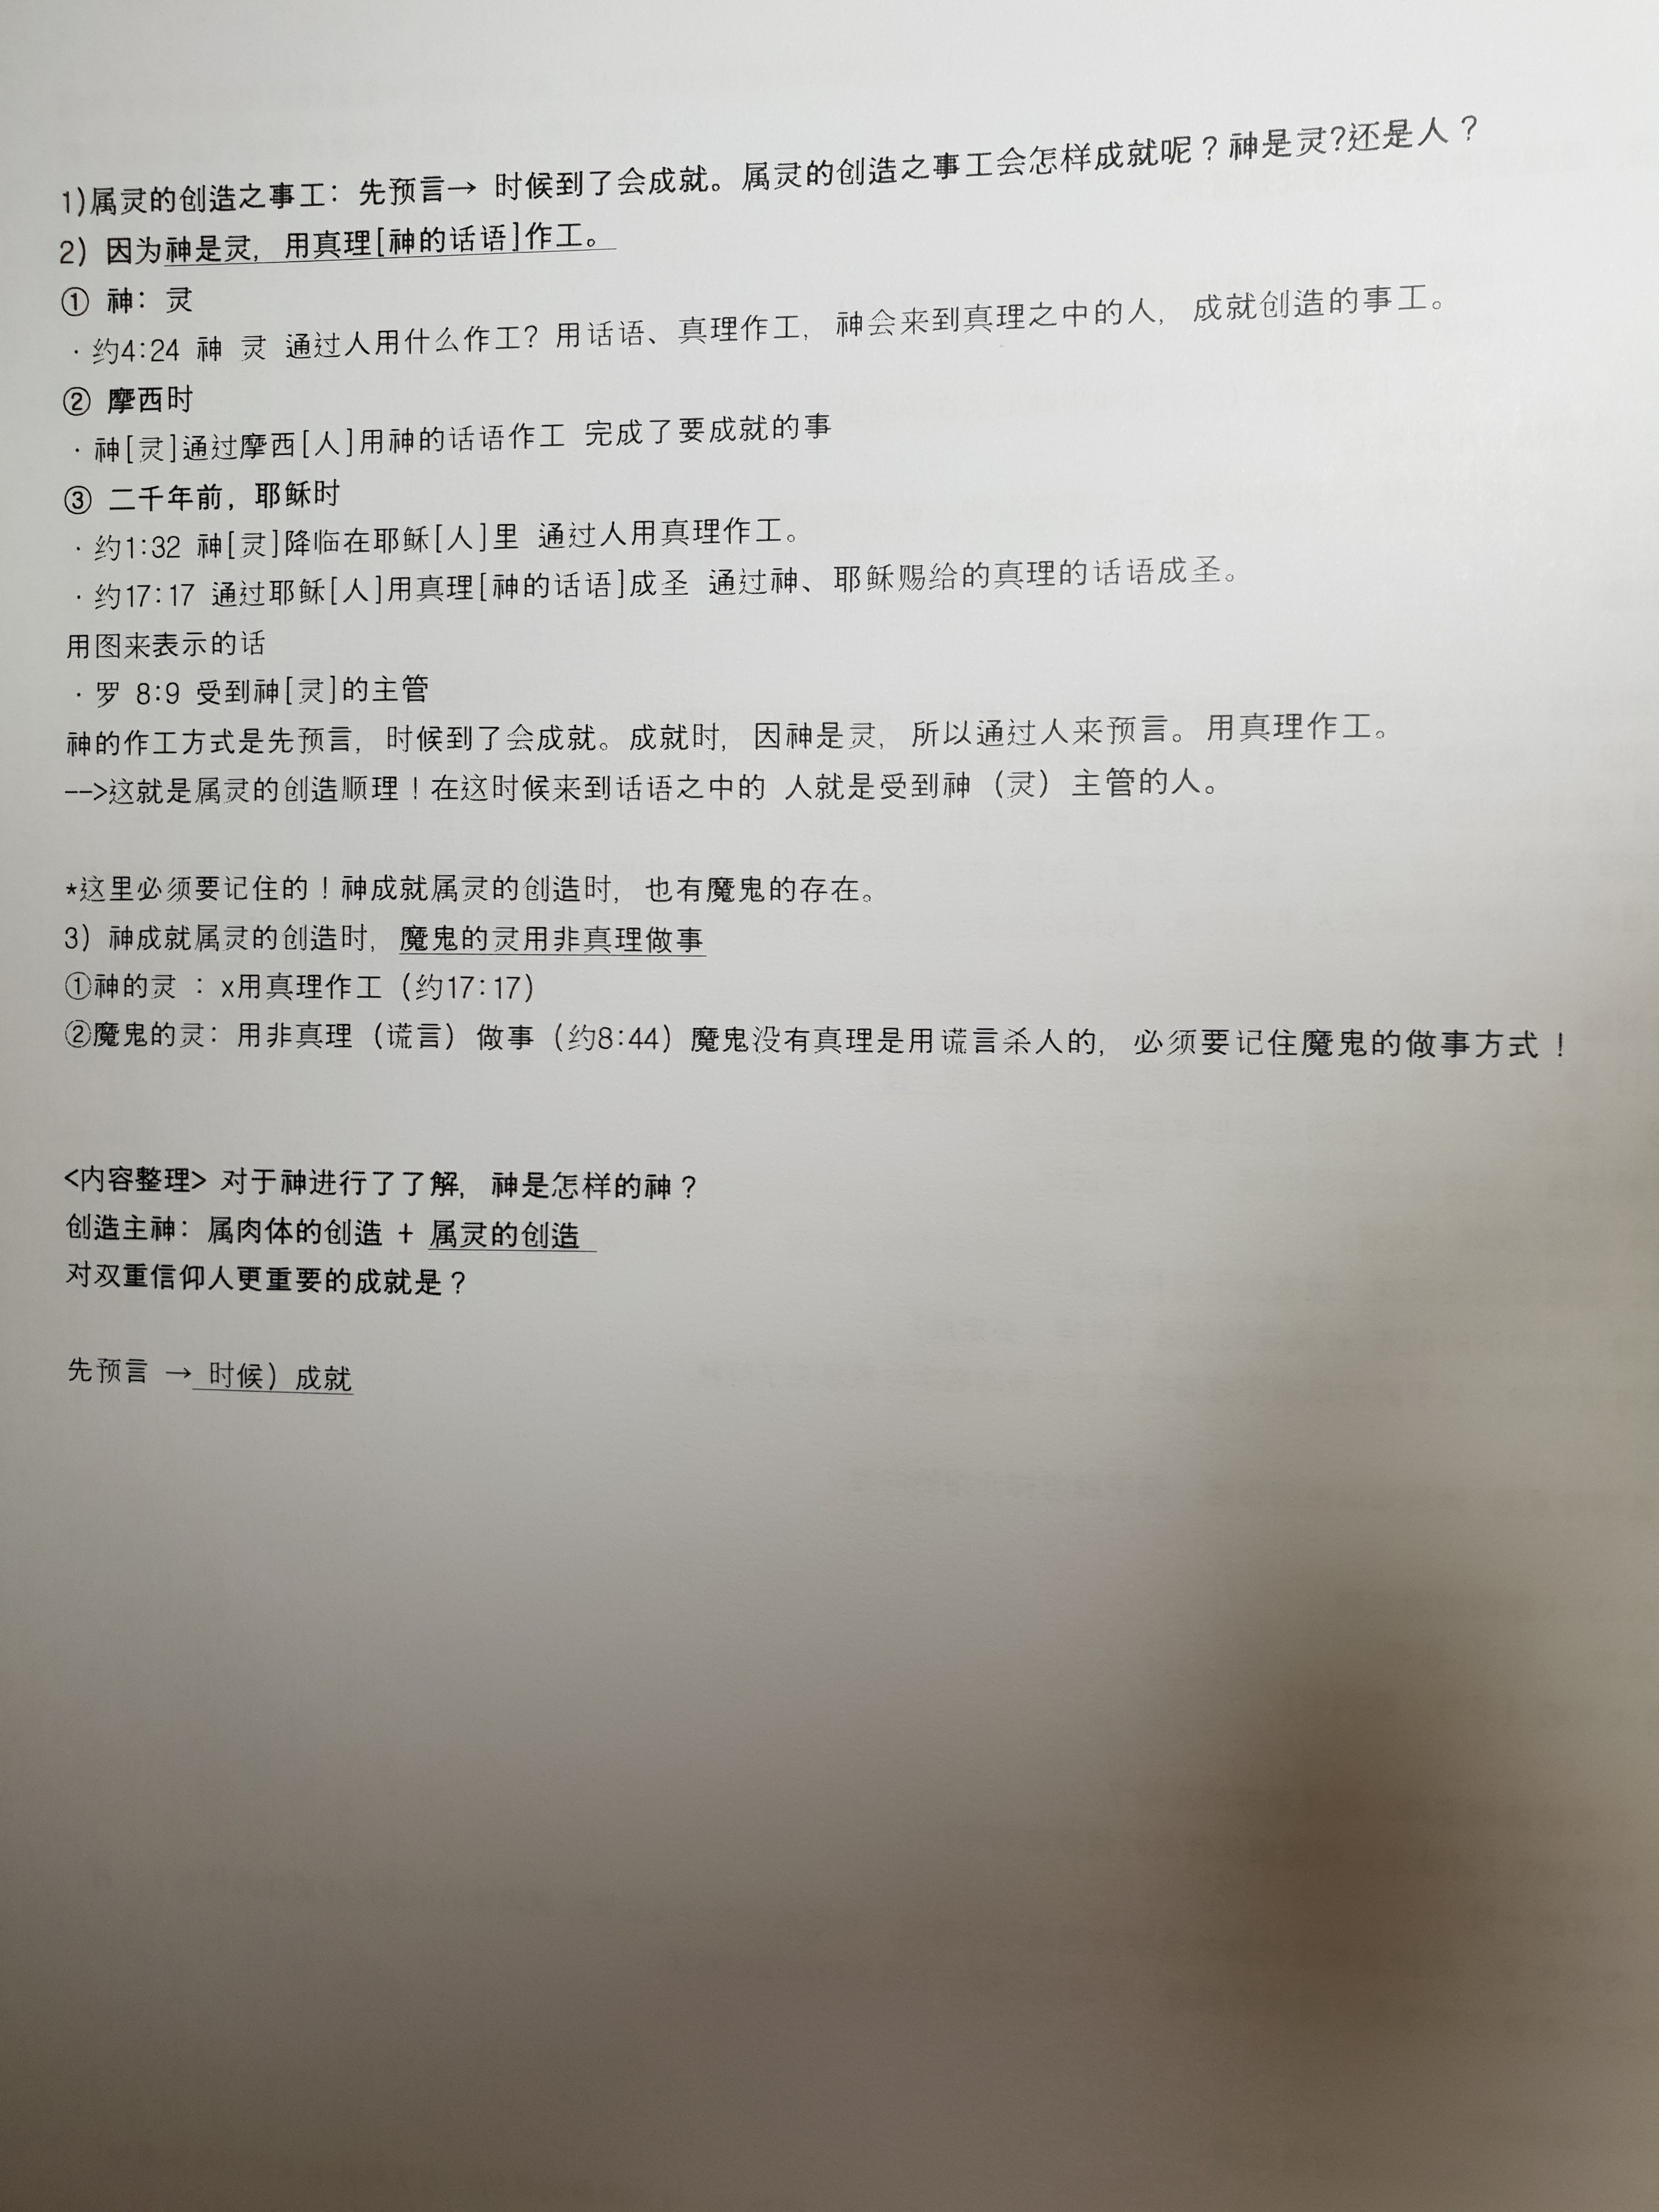 1)属灵的创造之事工：先预言→ 时候到了会成就。属灵的创造之事工会怎样成就呢？神是灵?还是人？
2）因为神是灵，用真理[神的话语]作工。
① 神：灵
· 约4:24 神 灵 通过人用什么作工？用话语、真理作工，神会来到真理之中的人，成就创造的事工。
② 摩西时
· 神[灵]通过摩西[人]用神的话语作工 完成了要成就的事
③ 二千年前，耶稣时
· 约1:32 神[灵]降临在耶稣[人]里 通过人用真理作工。
· 约17:17 通过耶稣[人]用真理[神的话语]成圣 通过神、耶稣赐给的真理的话语成圣。
用图来表示的话
· 罗 8:9 受到神[灵]的主管
神的作工方式是先预言，时候到了会成就。成就时，因神是灵，所以通过人来预言。用真理作工。
-->这就是属灵的创造顺理！在这时候来到话语之中的 人就是受到神（灵）主管的人。
*这里必须要记住的！神成就属灵的创造时，也有魔鬼的存在。
3）神成就属灵的创造时，魔鬼的灵用非真理做事
①神的灵 ：x用真理作工（约17:17）
②魔鬼的灵：用非真理（谎言）做事（约8:44）魔鬼没有真理是用谎言杀人的，必须要记住魔鬼的做事方式！
<内容整理> 对于神进行了了解，神是怎样的神？
创造主神：属肉体的创造 + 属灵的创造
对双重信仰人更重要的成就是？
先预言 → 时候）成就